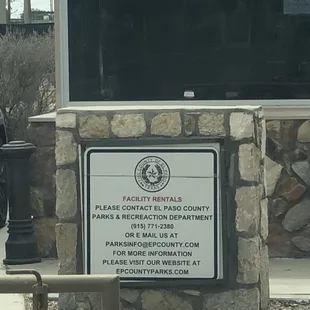 FACILITY RENTALS
PLEASE CONTACT EL PASO COUNTY
PARKS & RECREACTION DEPARTMENT
(915) 771-2380
OR E MAIL US AT
PARKSINFO@EPCOUNTY.COM
FOR MORE INFORMATION
PLEASE VISIT OUR WEBSITE AT
EPCOUNTYPARKS.COM